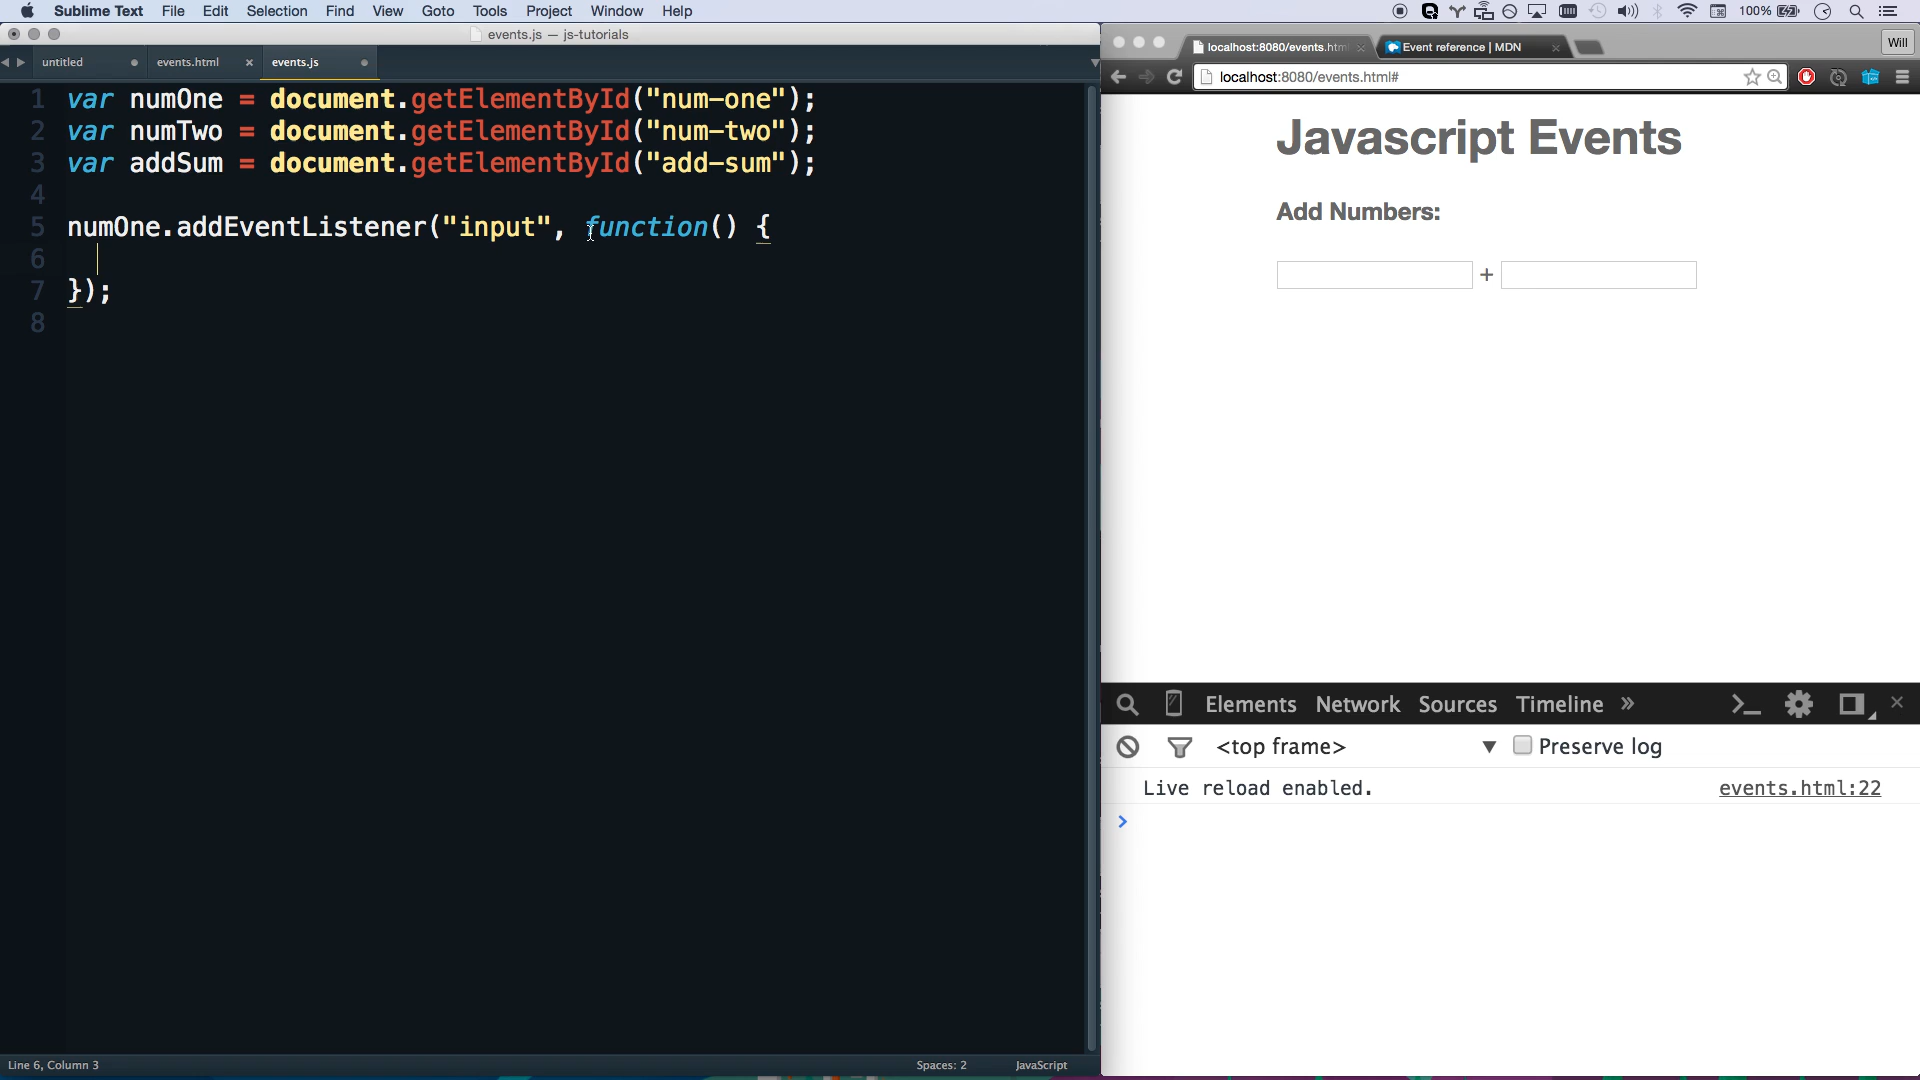 Sublime Text File Edit Selection Find View Goto Tools Project Window Help
100%
events.js — js-tutorials
untitled
events.html
events.js
1 var numOne = document.getElementById("num-one");
2 var numTwo = document.getElementById("num-two");
3 var addSum = document.getElementById("add-sum");
4
5 numOne.addEventListener("input", function() {
6
7 });
8
Line 6, Column 3
Spaces: 2
JavaScript
localhost:8080/events.htm
Event reference | MDN
Will
localhost:8080/events.html#
Javascript Events
Add Numbers:
+
Elements Network Sources Timeline »
<top frame> ▼ Preserve log
Live reload enabled. events.html:22
>